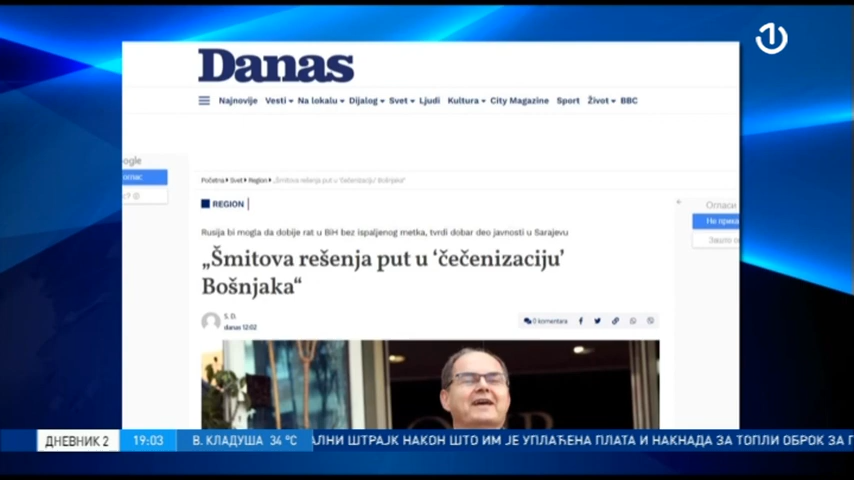 Danas
Najnovije Vesti Na lokalu Dijalog Svet Ljudi Kultura City Magazine Sport Život BBC
ogle
Огласи
Početna Svet Region „Šmitova rešenja put u 'čečenizaciju' Bošnjaka“
REGION
Rusija bi mogla da dobije rat u BiH bez ispaljenog metka, tvrdi dobar deo javnosti u Sarajevu
„Šmitova rešenja put u ‘čečenizaciju’
Bošnjaka“
S. D.
danas 12:02
0 komentara
ДНЕВНИК 2 19:03 В. КЛАДУША 34 °C АЛНИ ШТРАЈК НАКОН ШТО ИМ ЈЕ УПЛАЋЕНА ПЛАТА И НАКНАДА ЗА ТОПЛИ ОБРОК ЗА